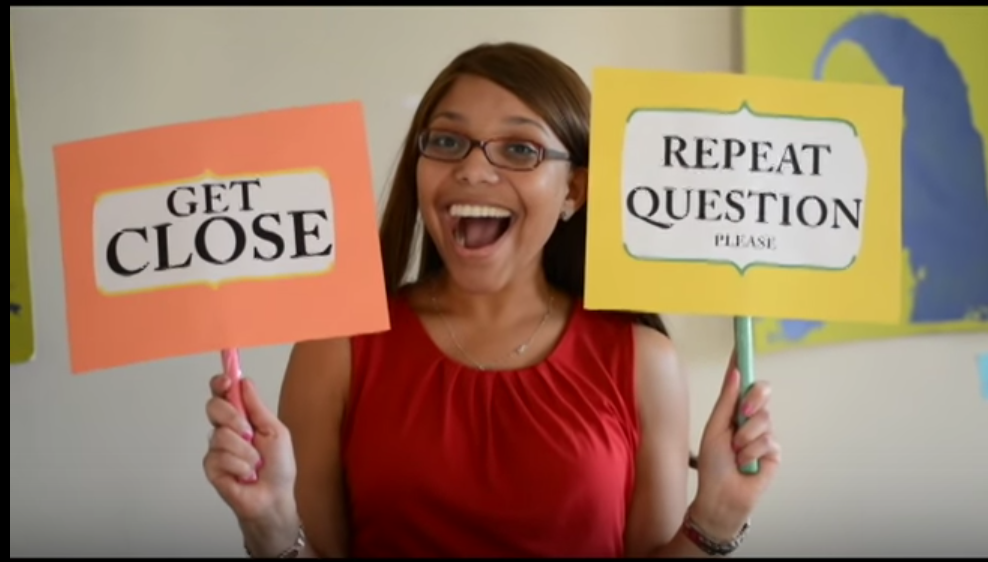 GET
CLOSE
REPEAT
QUESTION
PLEASE